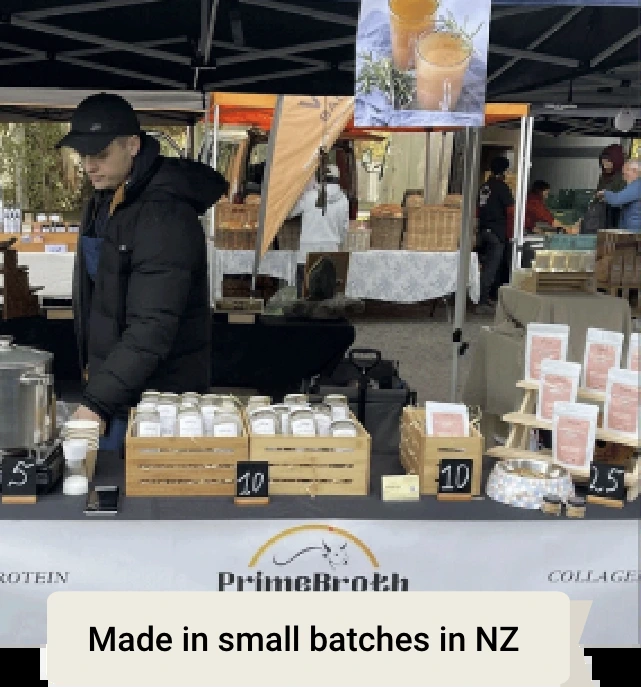 5
10
10
25
ROTEIN
COLLAGE
PrimeBroth
Made in small batches in NZ